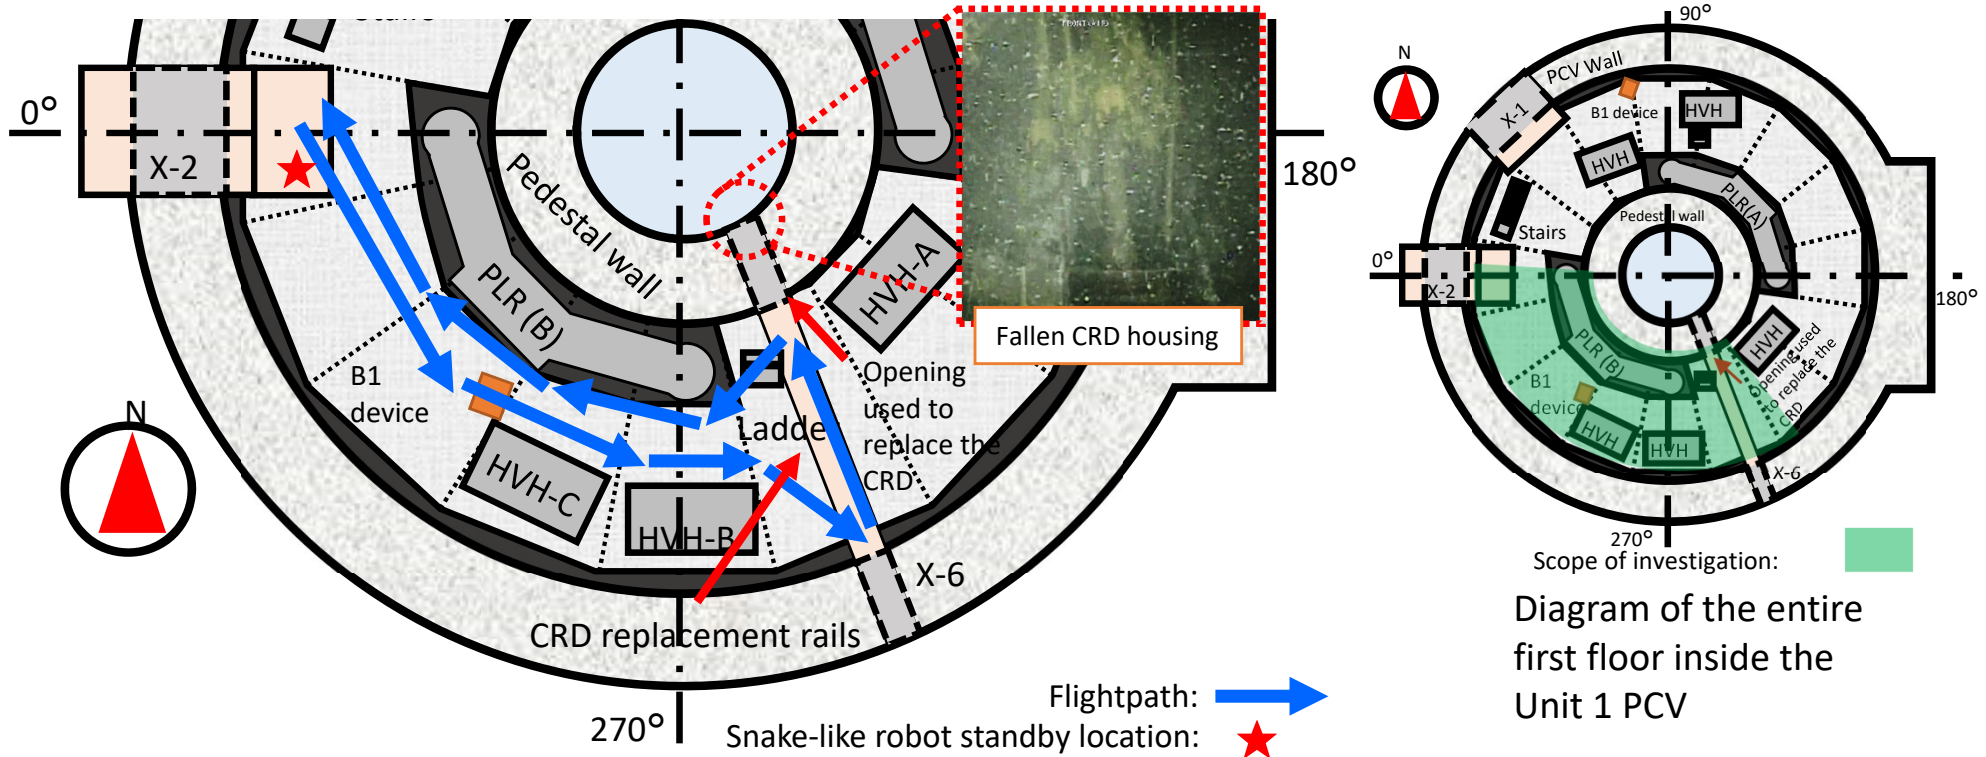 Stairs
0°
X-2
PLR (B)
Pedestal wall
HVH-A
180°
Fallen CRD housing
Opening
used to
replace the
CRD
B1
device
Ladde
HVH-C
HVH-B
X-6
CRD replacement rails
N
270°
Flightpath:
Snake-like robot standby location:
90°
N
PCV Wall
X-1
B1 device
HVH
HVH
PLR(A)
Pedestal wall
Stairs
0°
X-2
180°
PLR (B)
HVH
Opening used
to replace the
CRD
B1
device
HVH
HVH
X-6
270°
Scope of investigation:
Diagram of the entire
first floor inside the
Unit 1 PCV